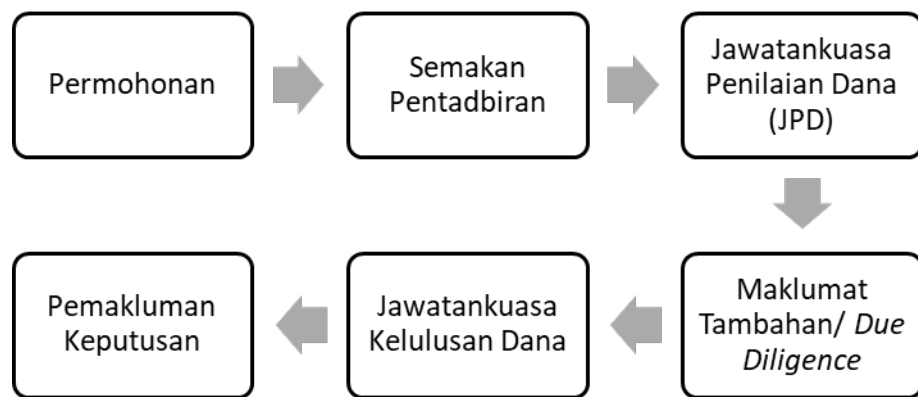 Permohonan
Semakan
Pentadbiran
Jawatankuasa
Penilaian Dana
(JPD)
Maklumat
Tambahan/ Due
Diligence
Jawatankuasa
Kelulusan Dana
Pemakluman
Keputusan